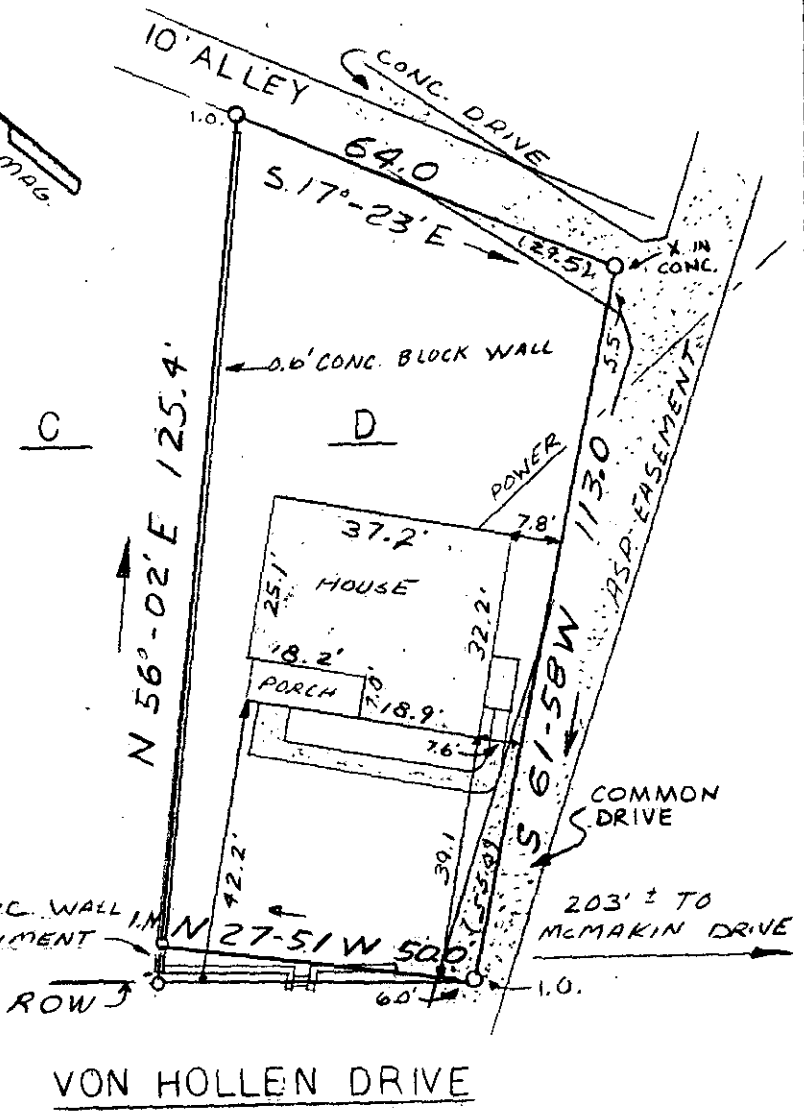 10' ALLEY
CONC. DRIVE
I.O.
MAG.
64.0
S. 17°-23' E
(29.5)
X. IN
CONC.
5.5
0.6' CONC. BLOCK WALL
N 56°-02' E 125.4'
C
D
POWER
113.0
7.8'
37.2'
HOUSE
25.1'
32.2'
ASP. EASEMENT
18.2'
PORCH
7.0'
18.9'
7.6'
S 61-58 W
COMMON
DRIVE
42.2'
39.1
C. WALL
I.M.
N 27-51 W 50.0
203' ± TO
MCMAKIN DRIVE
ROW
6.0'
I.O.
VON HOLLEN DRIVE